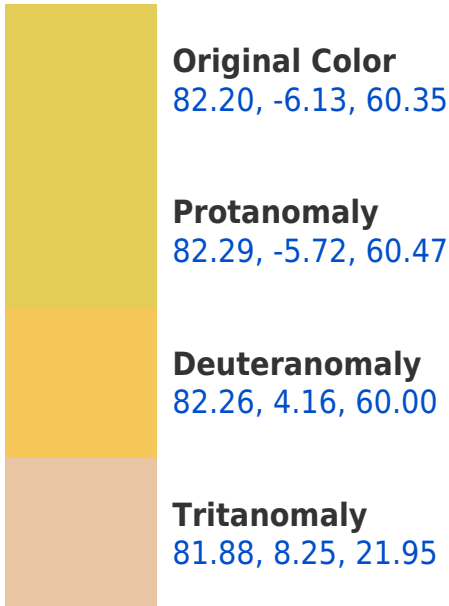 Original Color
82.20, -6.13, 60.35
Protanomaly
82.29, -5.72, 60.47
Deuteranomaly
82.26, 4.16, 60.00
Tritanomaly
81.88, 8.25, 21.95